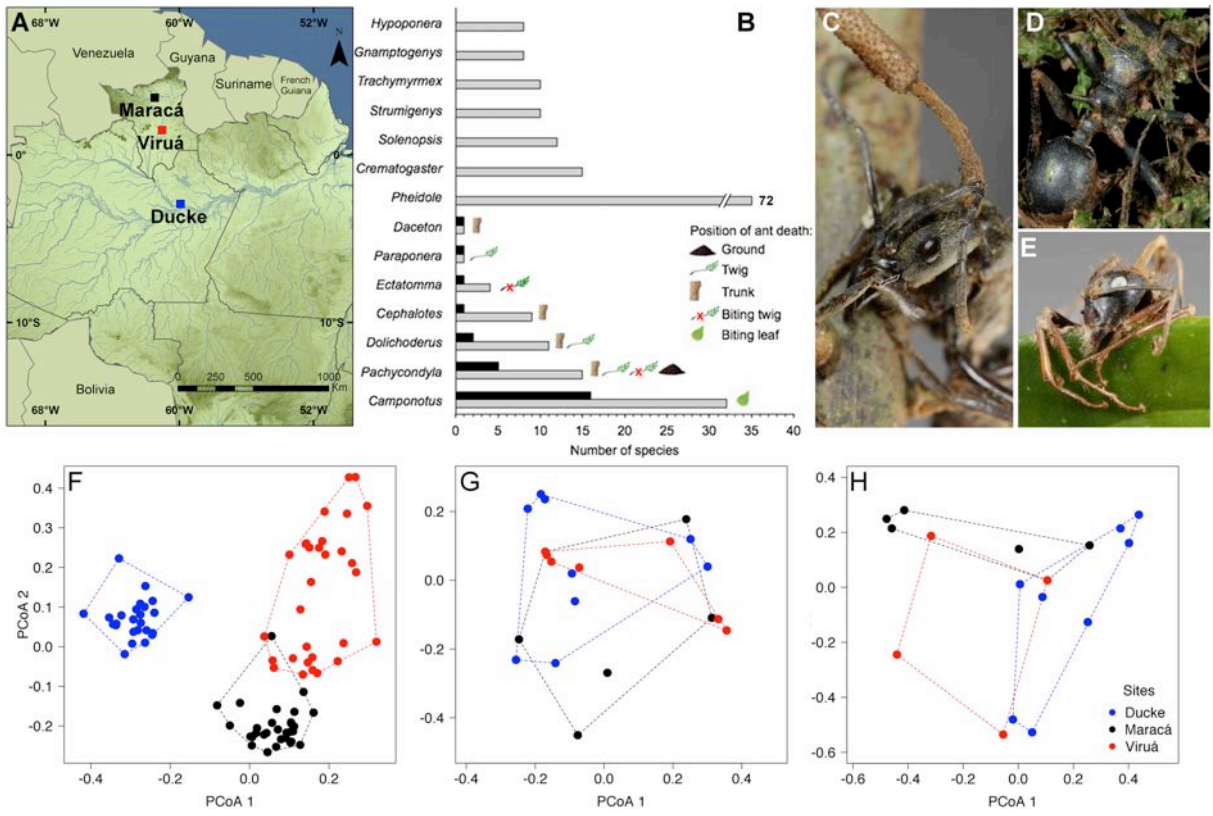 A
68°W
60°W
52°W
N
Venezuela
Guyana
Suriname
French
Guiana
Maracá
Viruá
0°
0°
Ducke
10°S
10°S
Bolivia
0 250 500 1000
Km
68°W
60°W
52°W
B
Hypoponera
Gnamptogenys
Trachymyrmex
Strumigenys
Solenopsis
Crematogaster
Pheidole
Daceton
Paraponera
Ectatomma
Cephalotes
Dolichoderus
Pachycondyla
Camponotus
72
Position of ant death:
Ground
Twig
Trunk
Biting twig
Biting leaf
0 5 10 15 20 25 30 35 40
Number of species
C
D
E
F
PCoA 2
0.4
0.3
0.2
0.1
0.0
-0.1
-0.2
-0.4 -0.2 0.0 0.2 0.4
PCoA 1
G
0.2
0.0
-0.2
-0.4
-0.4 -0.2 0.0 0.2 0.4 0.6
PCoA 1
H
0.4
0.2
0.0
-0.2
-0.4
-0.6
Sites
Ducke
Maracá
Viruá
-0.6 -0.4 -0.2 0.0 0.2 0.4
PCoA 1